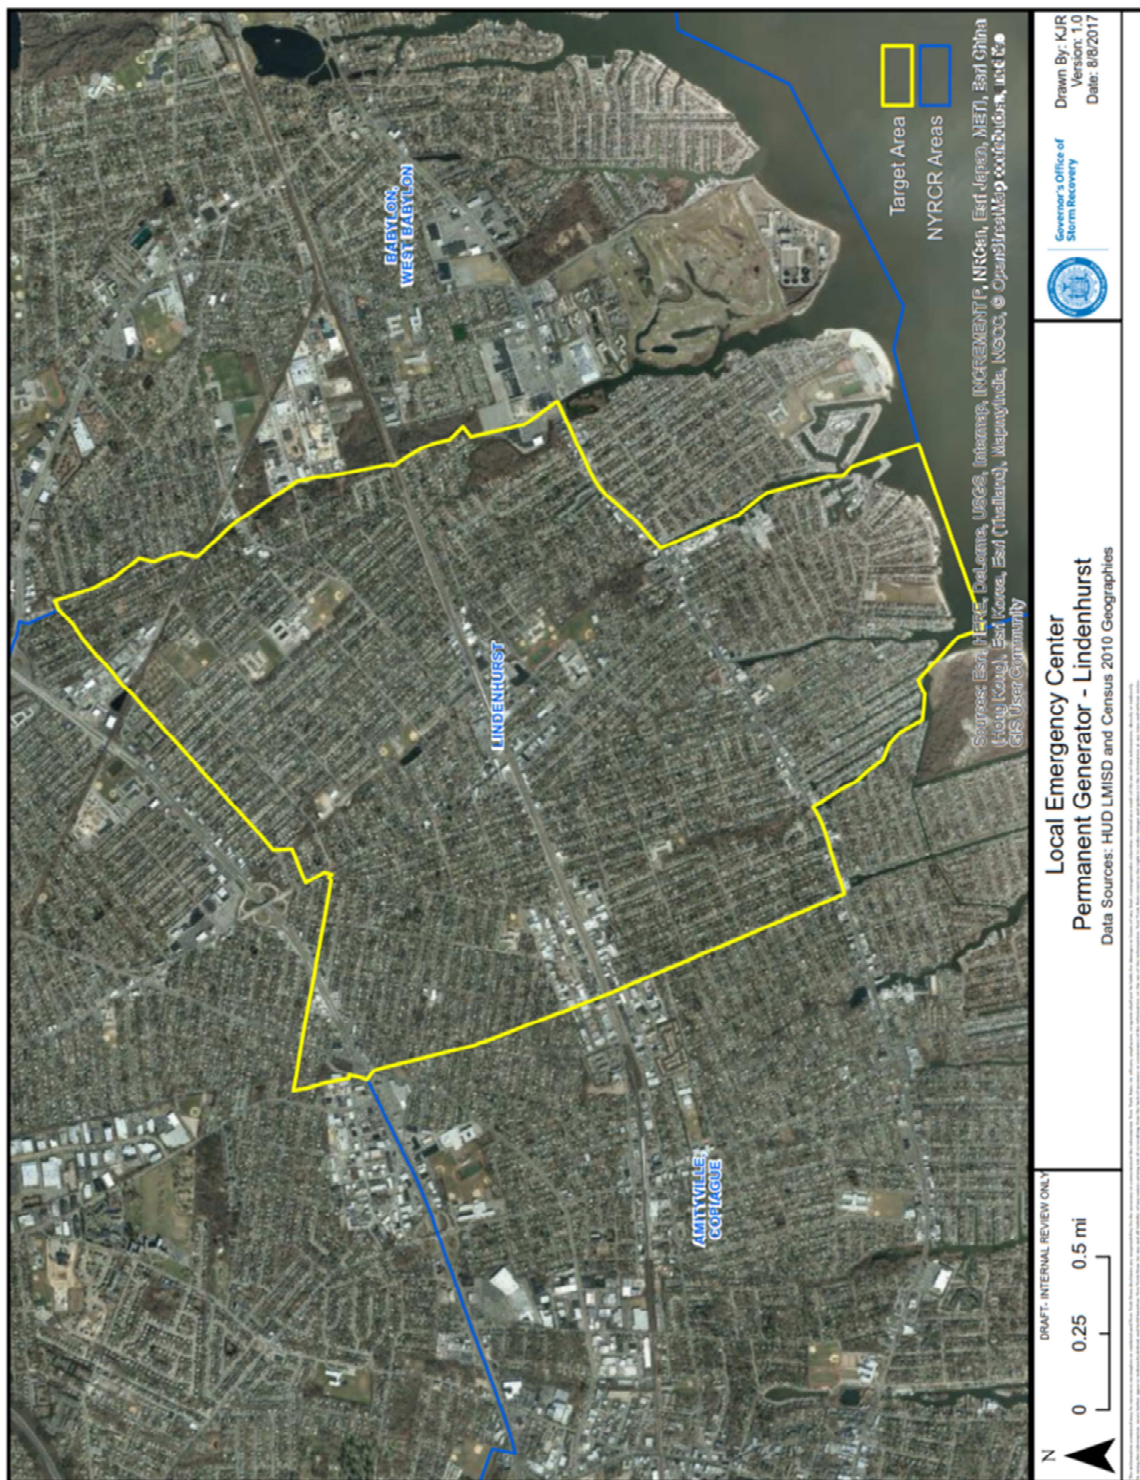 BABYLON,
WEST BABYLON
LINDENHURST
AMITYVILLE,
COPIAGUE
Target Area
NYRCR Areas
Sources: Esri, HERE, DeLorme, USGS, Intermap, INCREMENT P, NRCan, Esri Japan, METI, Esri China
(Hong Kong), Esri Korea, Esri (Thailand), MapmyIndia, NGCC, © OpenStreetMap contributors, and the
GIS User Community
N
DRAFT- INTERNAL REVIEW ONLY
0 0.25 0.5 mi
Local Emergency Center
Permanent Generator - Lindenhurst
Data Sources: HUD LMISD and Census 2010 Geographies
Governor's Office of
Storm Recovery
Drawn By: KJR
Version: 1.0
Date: 8/8/2017